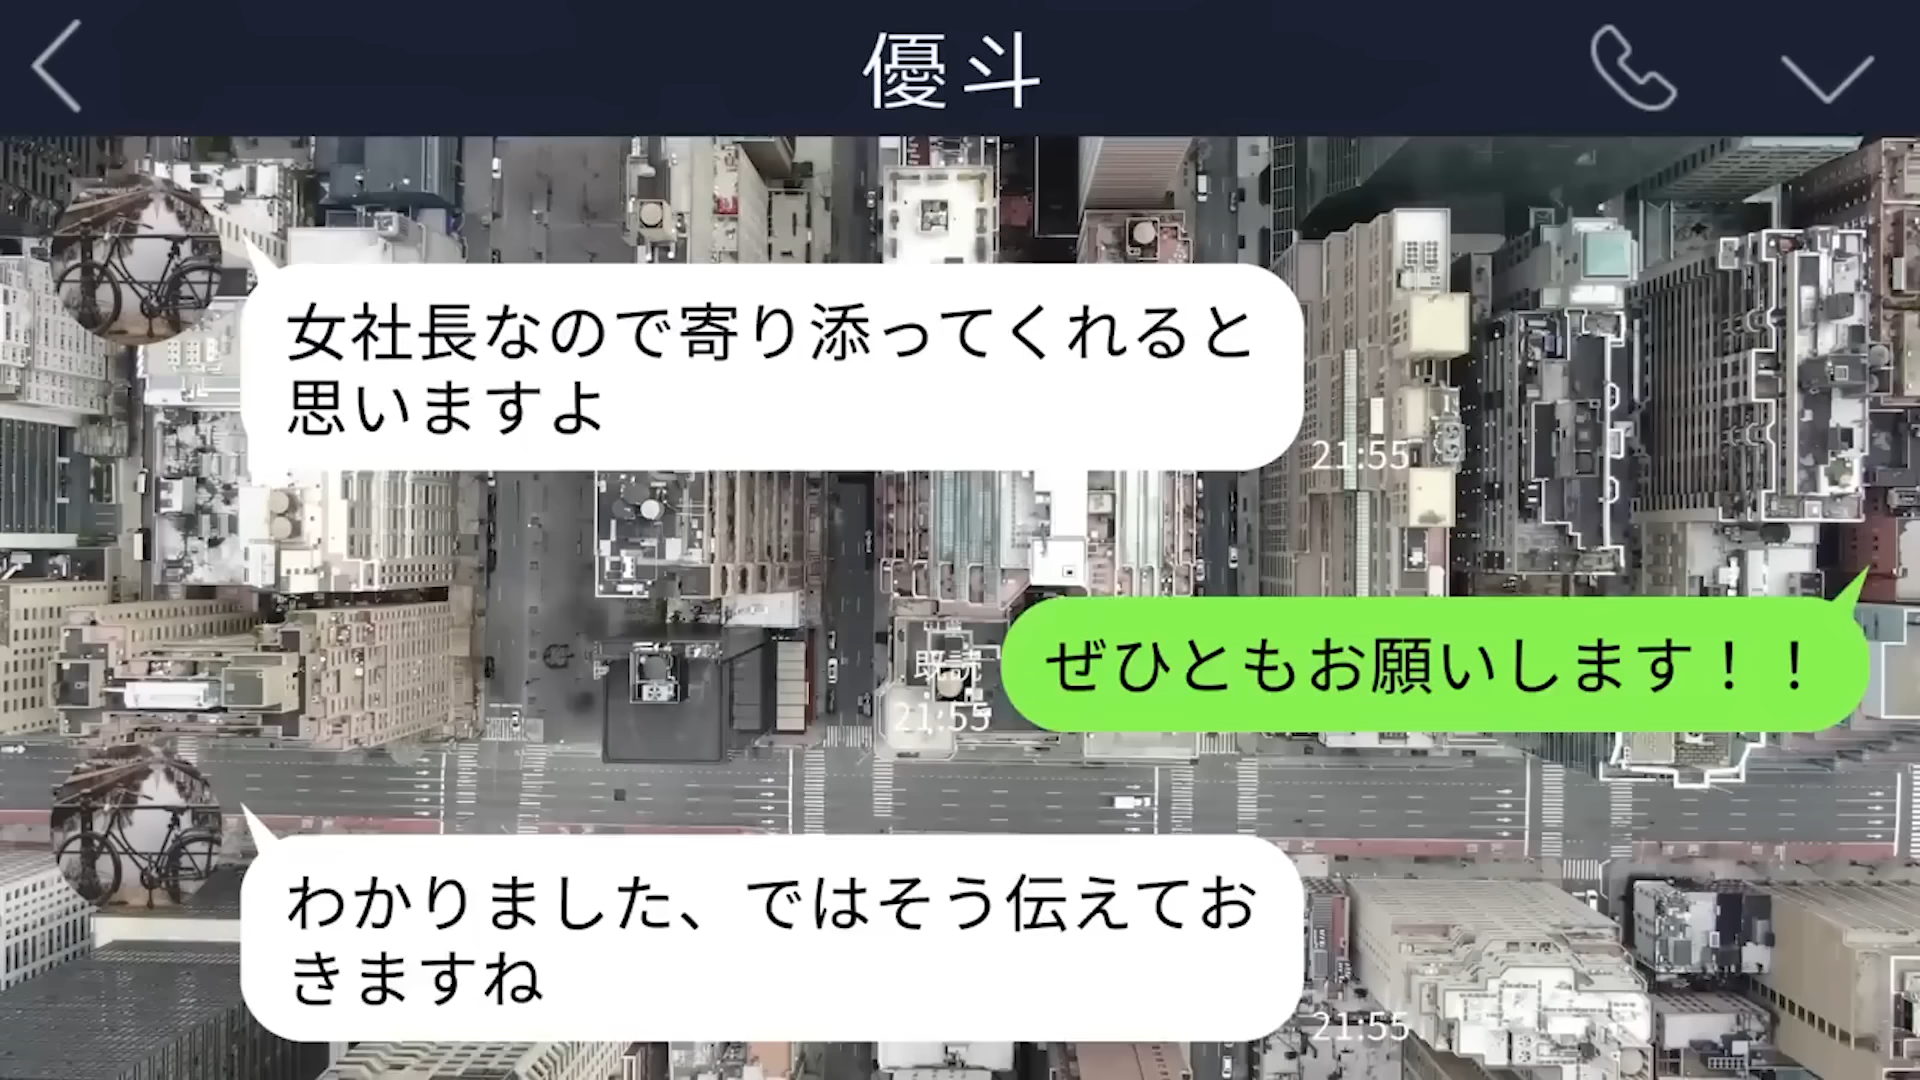 優斗
女社長なので寄り添ってくれると
思いますよ
21:55
ぜひともお願いします！！
既読
21:55
わかりました、ではそう伝えてお
きますね
21:55